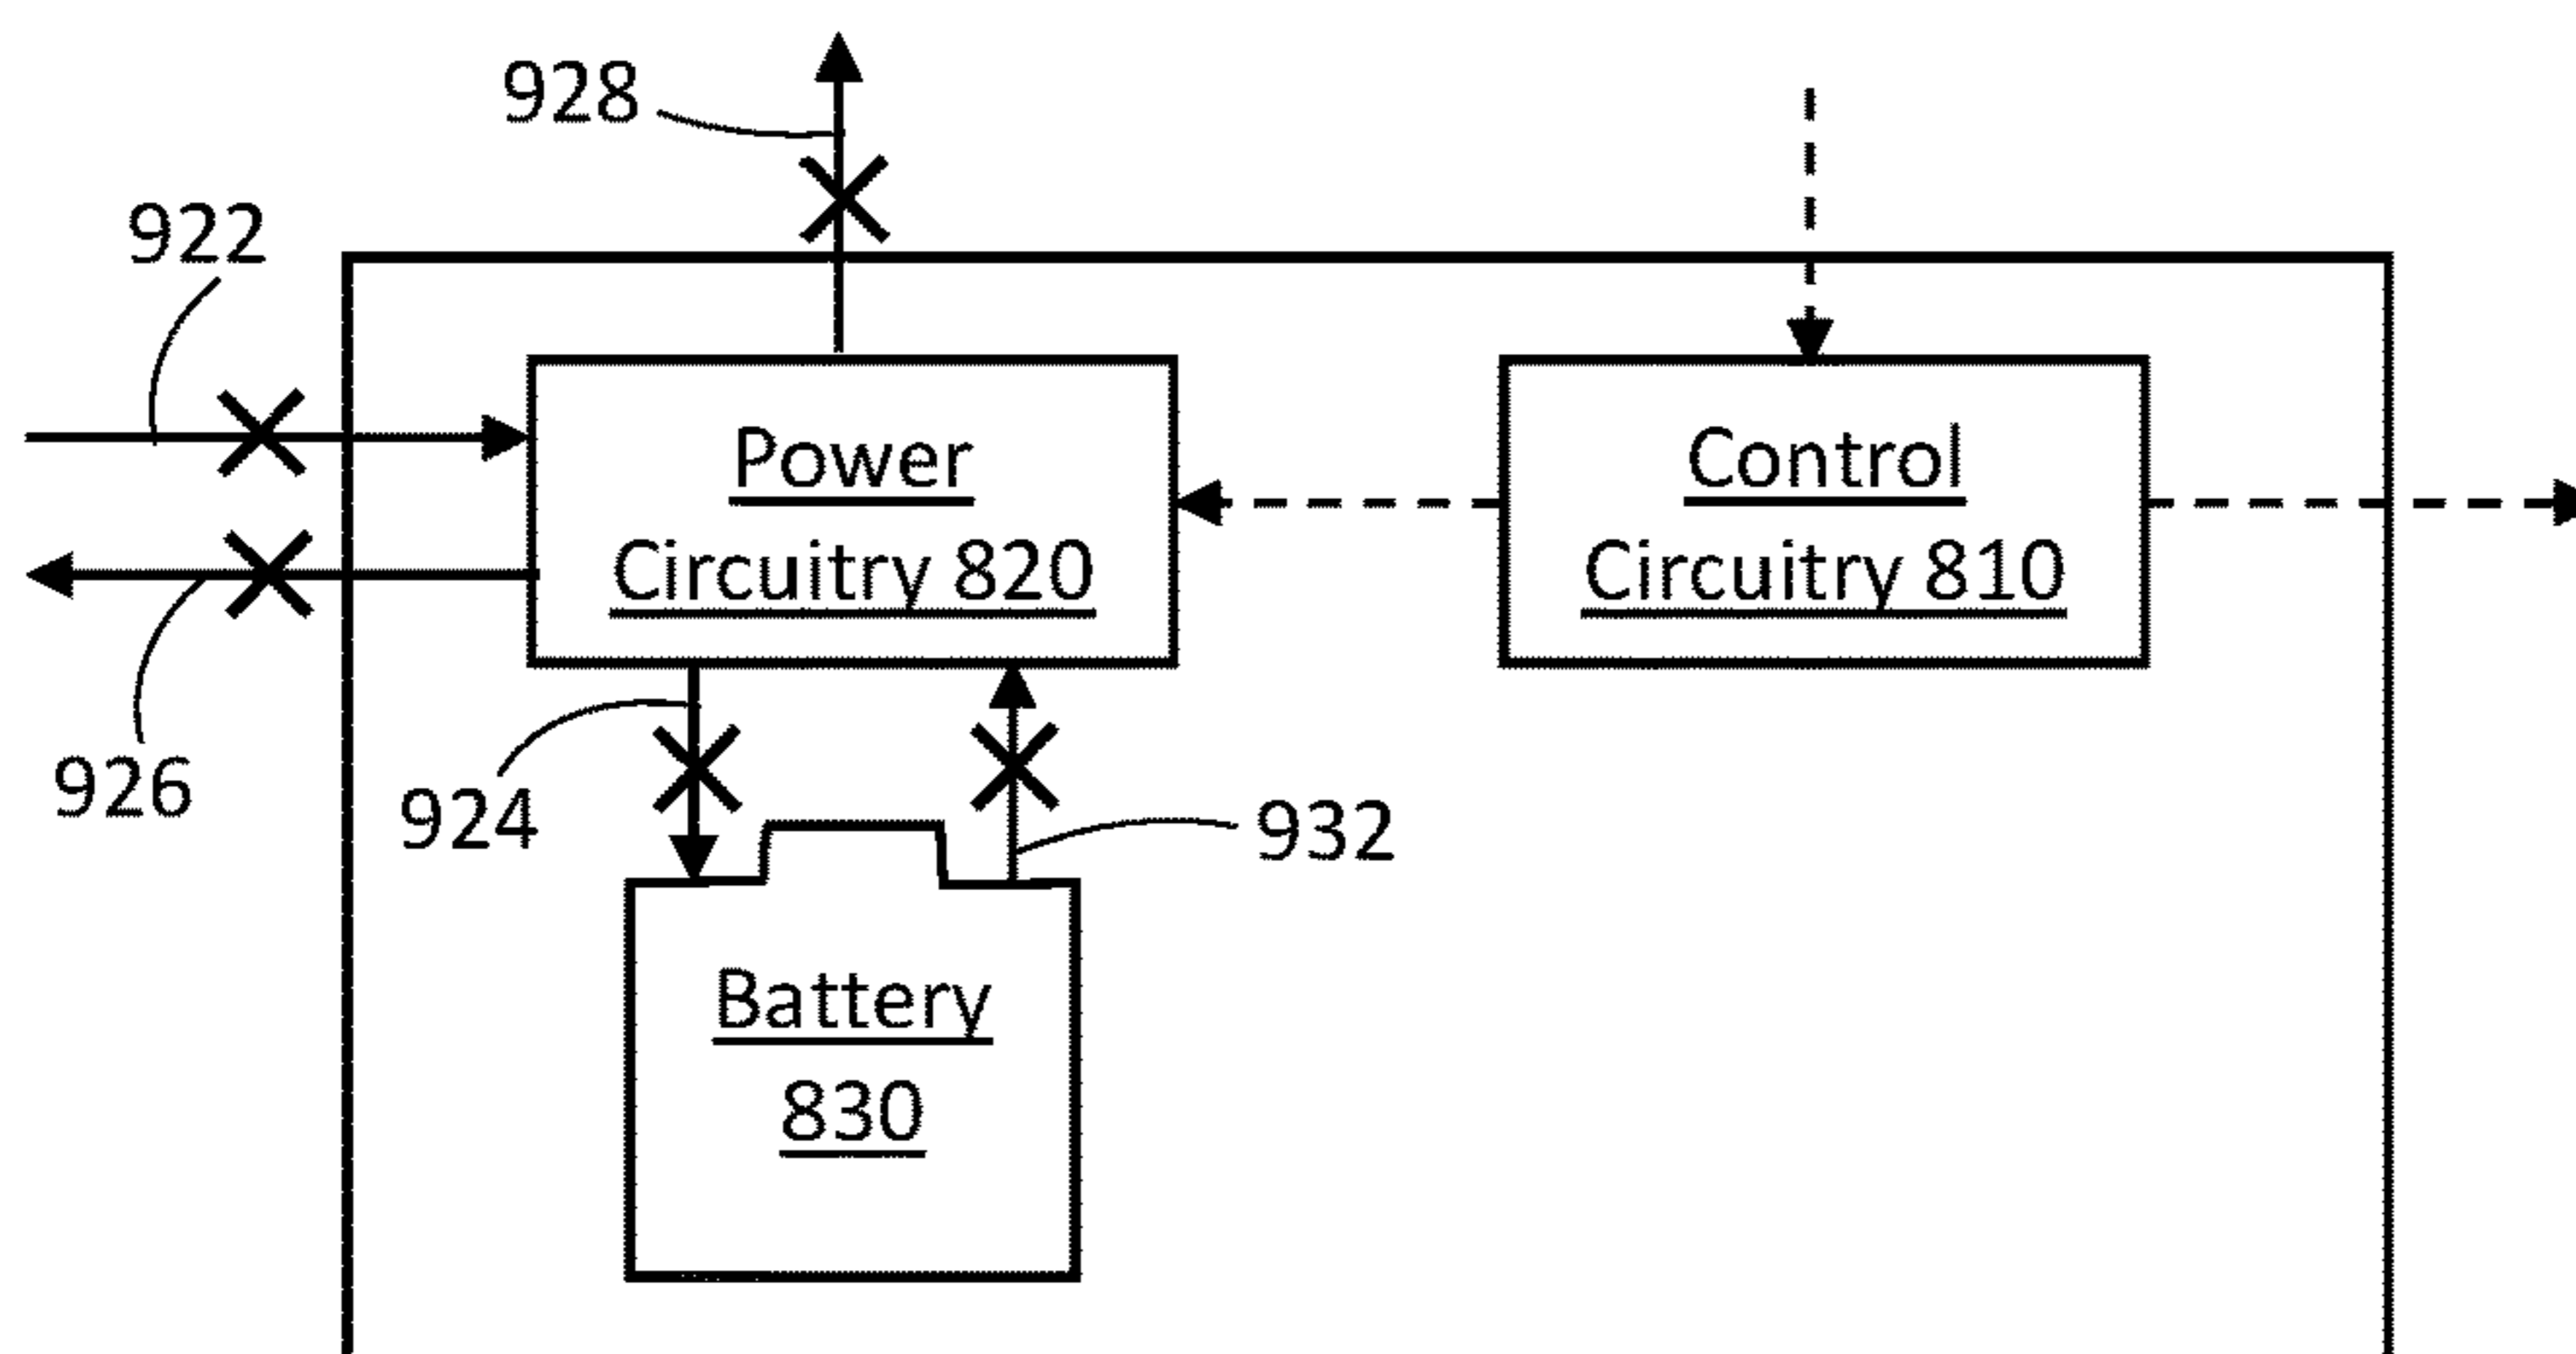 928
922
Power
Circuitry 820
Control
Circuitry 810
926
924
932
Battery
830